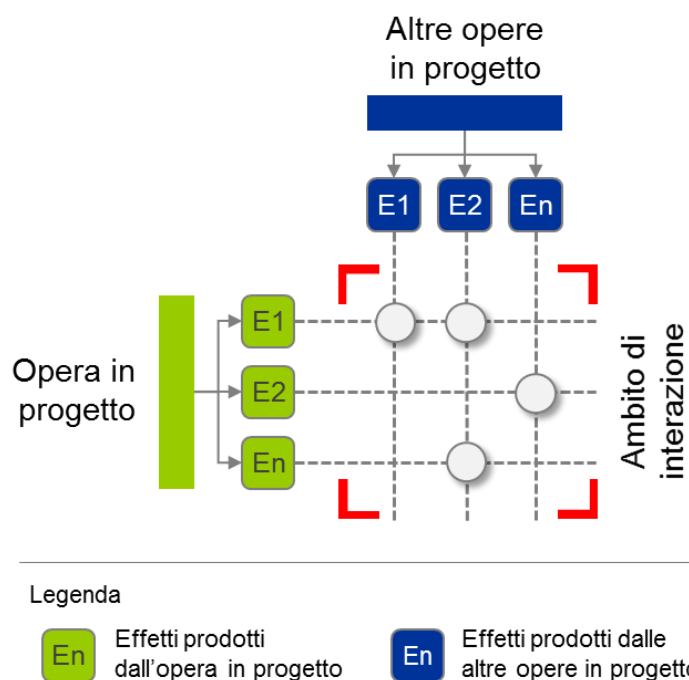 Altre opere
in progetto
E1 E2 En
E1
E2
En
Opera in
progetto
Ambito di
interazione
Legenda
En
Effetti prodotti
dall'opera in progetto
En
Effetti prodotti dalle
altre opere in progetto